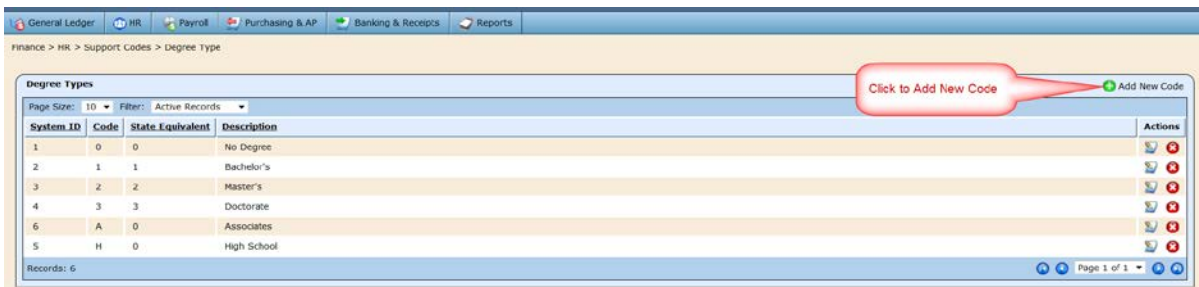 General Ledger HR Payroll Purchasing & AP Banking & Receipts Reports
Finance > HR > Support Codes > Degree Type
Degree Types Click to Add New Code Add New Code
Page Size: 10 Filter: Active Records
System ID Code State Equivalent Description Actions
1 0 0 No Degree
2 1 1 Bachelor's
3 2 2 Master's
4 3 3 Doctorate
6 A 0 Associates
5 H 0 High School
Records: 6 Page 1 of 1